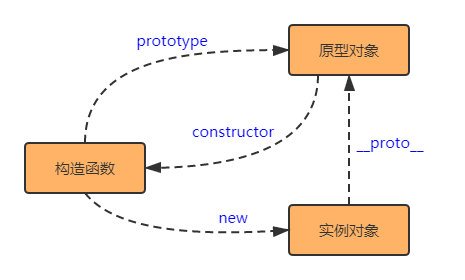 prototype
原型对象
constructor
__proto__
构造函数
new
实例对象